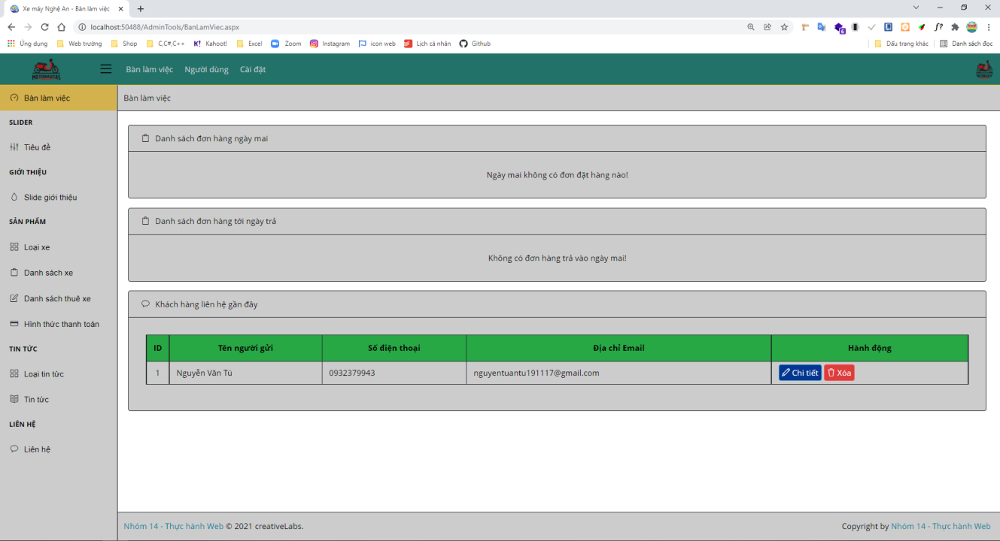 Xe máy Nghệ An - Bàn làm việc
localhost:50488/AdminTools/BanLamViec.aspx
Ứng dụng Web trường Shop C,C#,C++ K! Kahoot! Excel Zoom Instagram icon web Lịch cá nhân Github Dấu trang khác Danh sách đọc
MOTONAUTAS Bàn làm việc Người dùng Cài đặt
Bàn làm việc
SLIDER
Tiêu đề
GIỚI THIỆU
Slide giới thiệu
SẢN PHẨM
Loại xe
Danh sách xe
Danh sách thuê xe
Hình thức thanh toán
TIN TỨC
Loại tin tức
Tin tức
LIÊN HỆ
Liên hệ
Bàn làm việc
Danh sách đơn hàng ngày mai
Ngày mai không có đơn đặt hàng nào!
Danh sách đơn hàng tới ngày trả
Không có đơn hàng trả vào ngày mai!
Khách hàng liên hệ gần đây
ID Tên người gửi Số điện thoại Địa chỉ Email Hành động
1 Nguyễn Văn Tú 0932379943 nguyentuantu191117@gmail.com Chi tiết Xóa
Nhóm 14 - Thực hành Web © 2021 creativeLabs. Copyright by Nhóm 14 - Thực hành Web